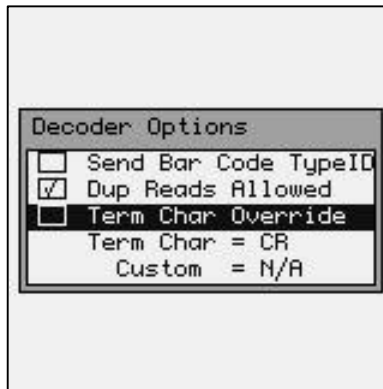 Decoder Options
Send Bar Code TypeID
Dup Reads Allowed
Term Char Override
Term Char = CR
Custom = N/A